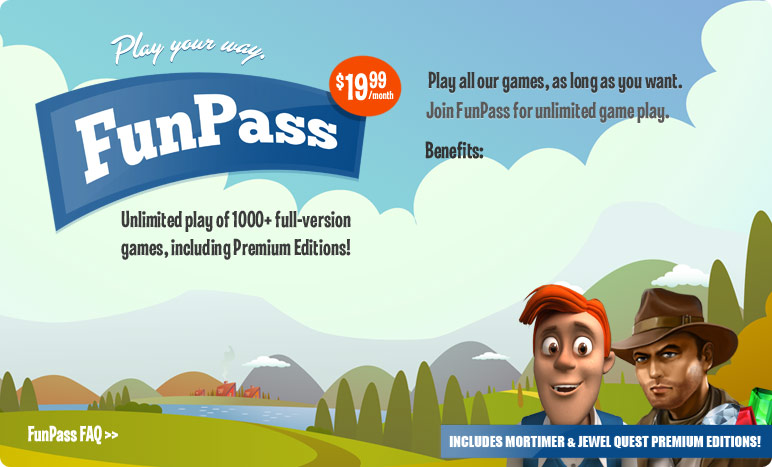 Play your way.
FunPass
$19.99
/month
Unlimited play of 1000+ full-version
games, including Premium Editions!
Play all our games, as long as you want.
Join FunPass for unlimited game play.
Benefits:
FunPass FAQ >>
INCLUDES MORTIMER & JEWEL QUEST PREMIUM EDITIONS!